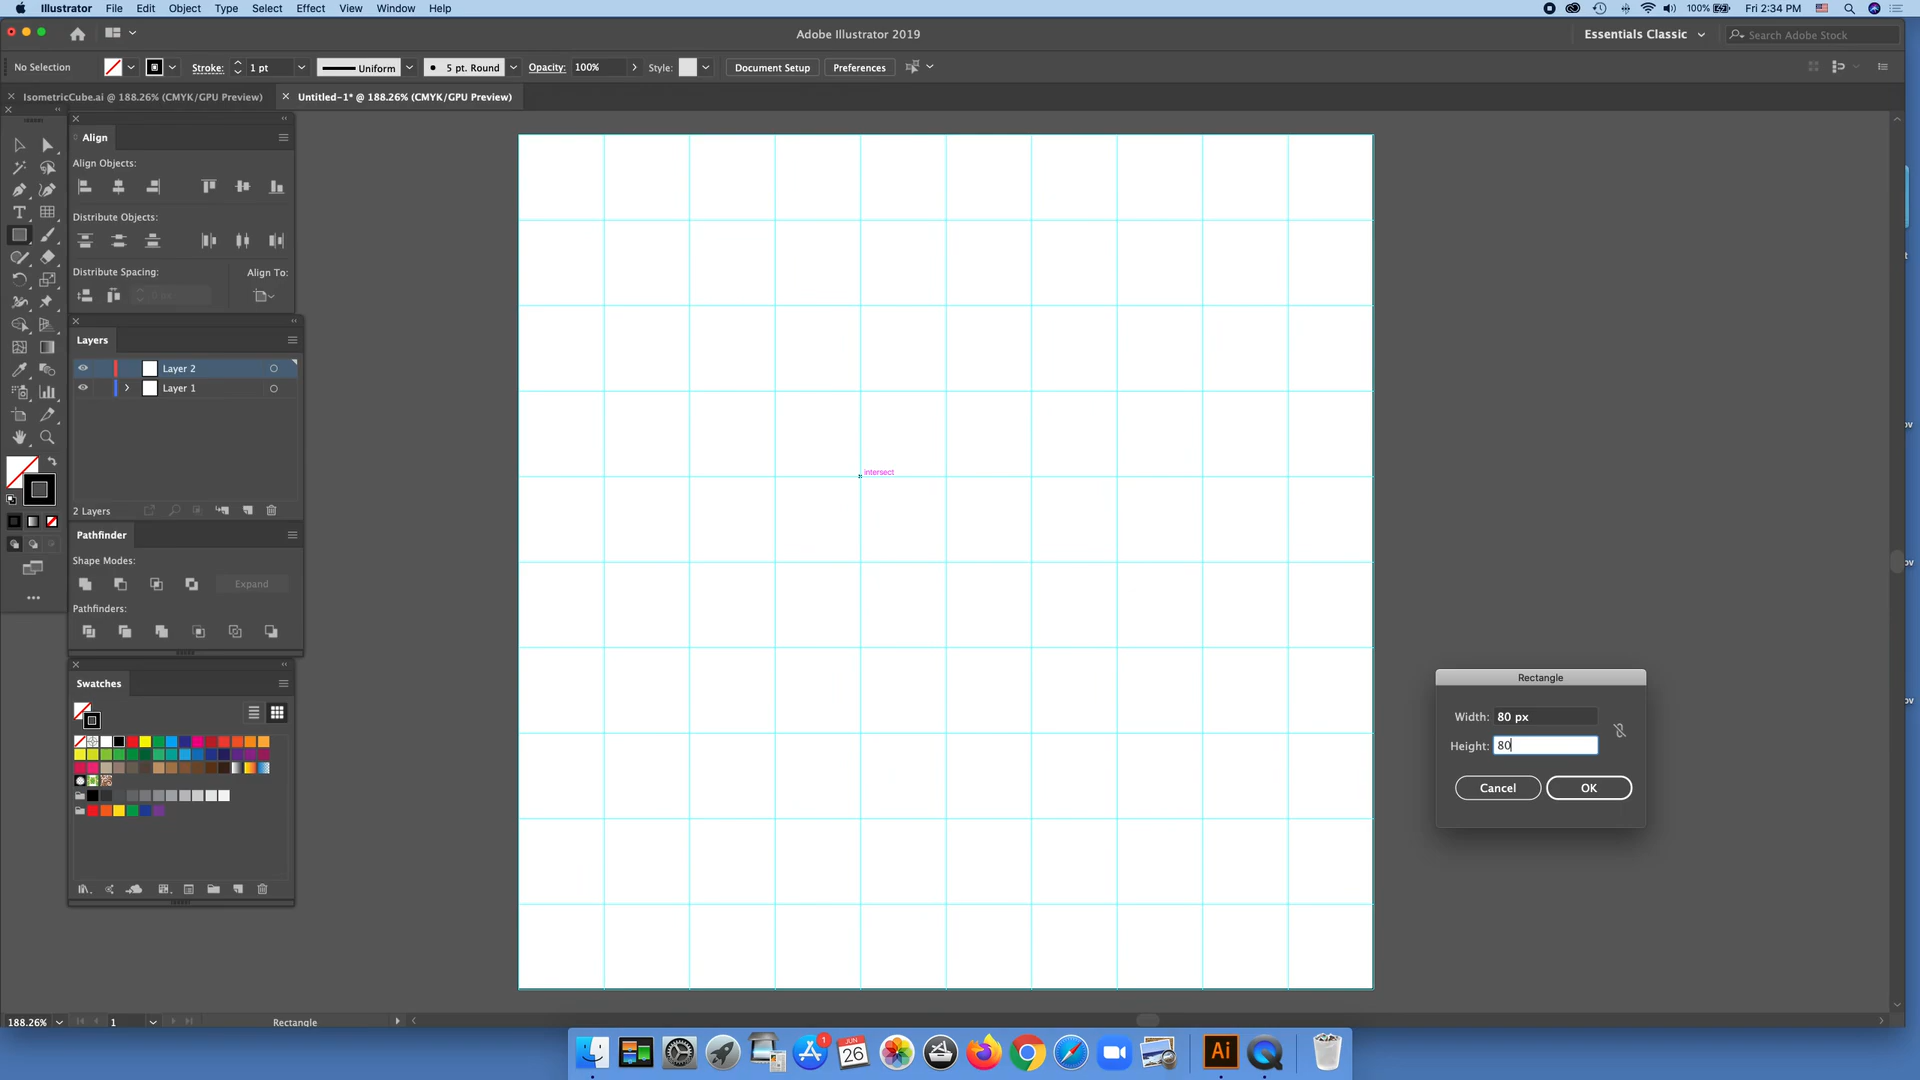 Illustrator File Edit Object Type Select Effect View Window Help
100% Fri 2:34 PM
Adobe Illustrator 2019
Essentials Classic
Search Adobe Stock
No Selection
Stroke: 1 pt
Uniform
5 pt. Round
Opacity: 100%
Style:
Document Setup
Preferences
IsometricCube.ai @ 188.26% (CMYK/GPU Preview)
Untitled-1* @ 188.26% (CMYK/GPU Preview)
Align
Align Objects:
Distribute Objects:
Distribute Spacing: Align To:
Layers
Layer 2
Layer 1
2 Layers
intersect
Pathfinder
Shape Modes:
Expand
Pathfinders:
Swatches
Rectangle
Width: 80 px
Height: 80
Cancel OK
188.26% 1 Rectangle
1
JUN
26
Ai